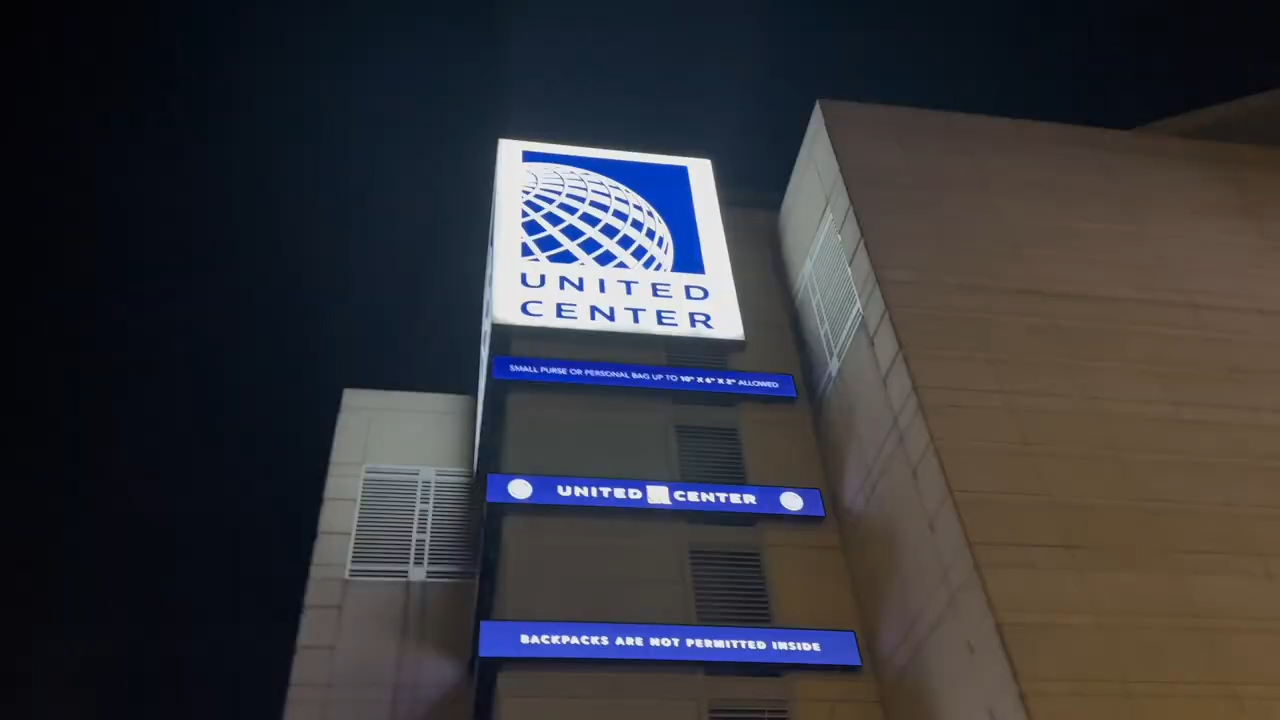 UNITED
CENTER
SMALL PURSE OR PERSONAL BAG UP TO 10" X 6" X 2" ALLOWED
UNITED CENTER
BACKPACKS ARE NOT PERMITTED INSIDE